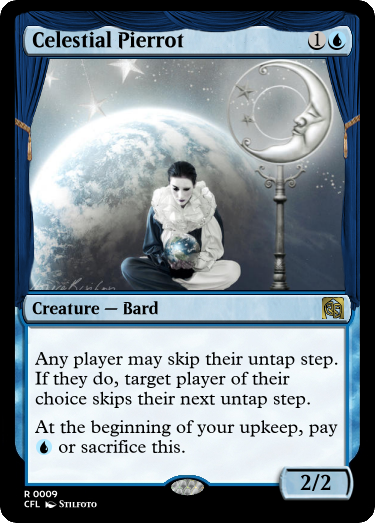 Celestial Pierrot 1
Creature — Bard
Any player may skip their untap step.
If they do, target player of their
choice skips their next untap step.
At the beginning of your upkeep, pay
or sacrifice this.
2/2
R 0009
CFL STILFOTO